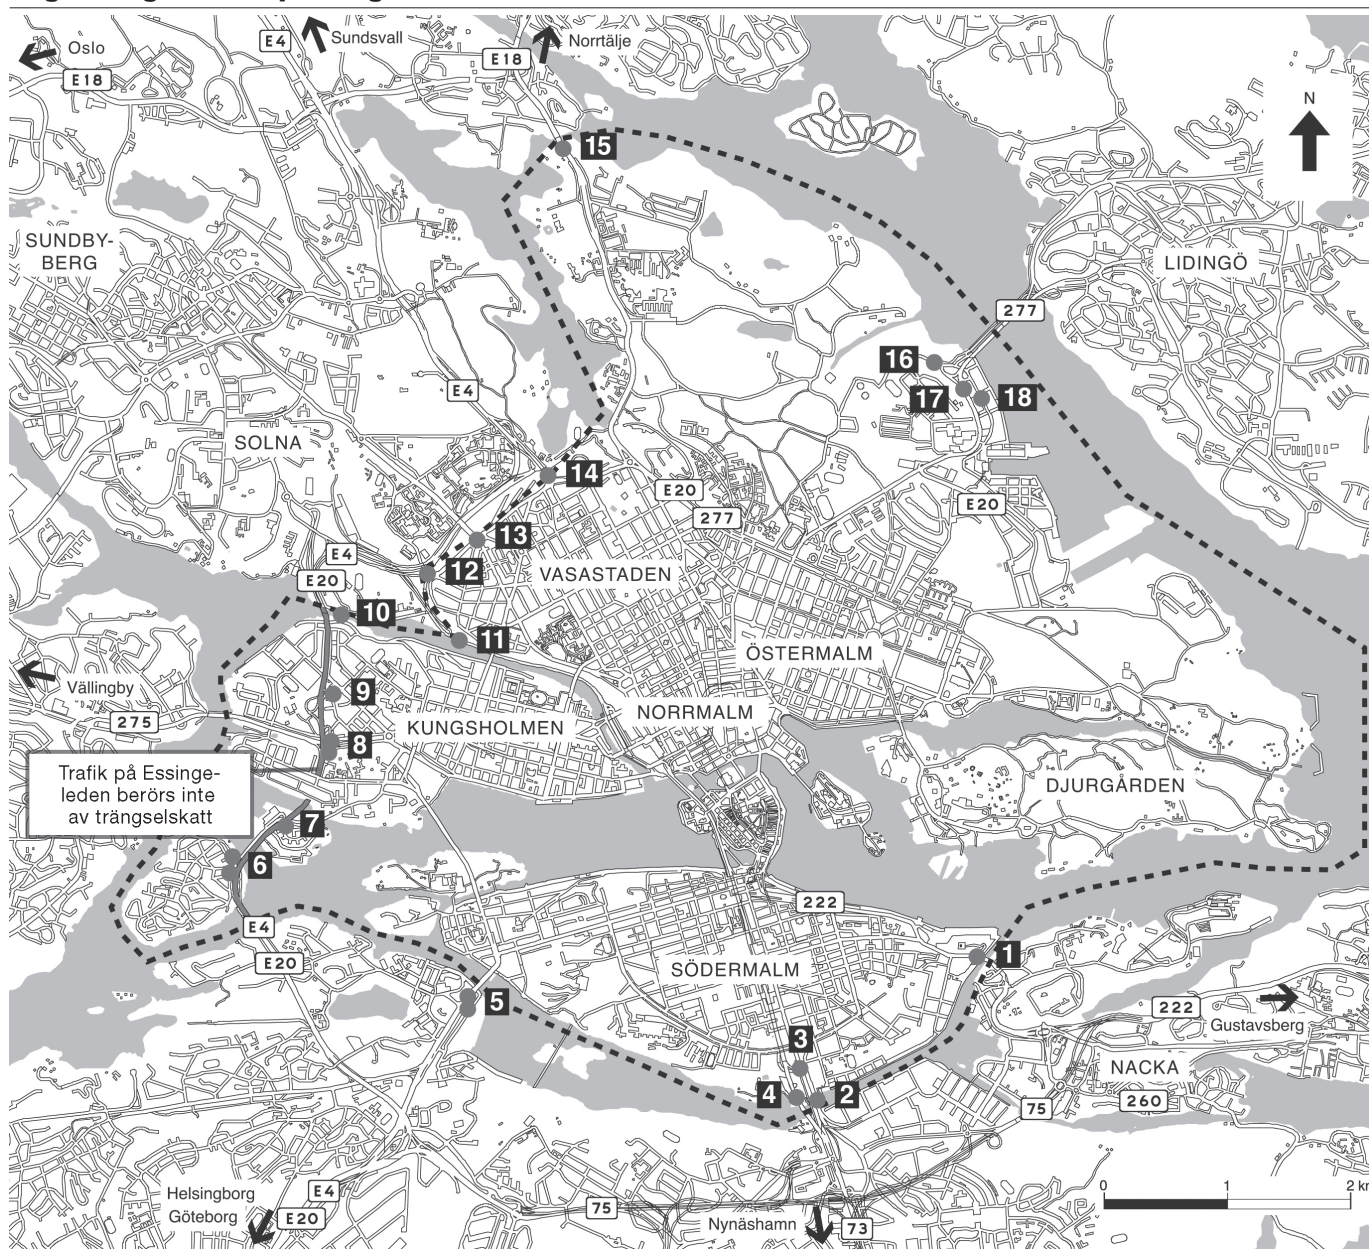 E4
Sundsvall
Norrtälje
Oslo
E18
E18
N
15
SUNDBY-
BERG
LIDINGÖ
277
16
E4
17
18
SOLNA
14
E20
E20
277
13
E4
12
VASASTADEN
E20
10
11
ÖSTERMALM
Vällingby
9
275
NORRMALM
KUNGSHOLMEN
8
Trafik på Essinge-
leden berörs inte
av trängselskatt
DJURGÅRDEN
7
6
222
E4
1
E20
SÖDERMALM
5
222
Gustavsberg
3
NACKA
4
2
260
75
0 1 2 km
Helsingborg
Göteborg
E4
E20
75
Nynäshamn
73